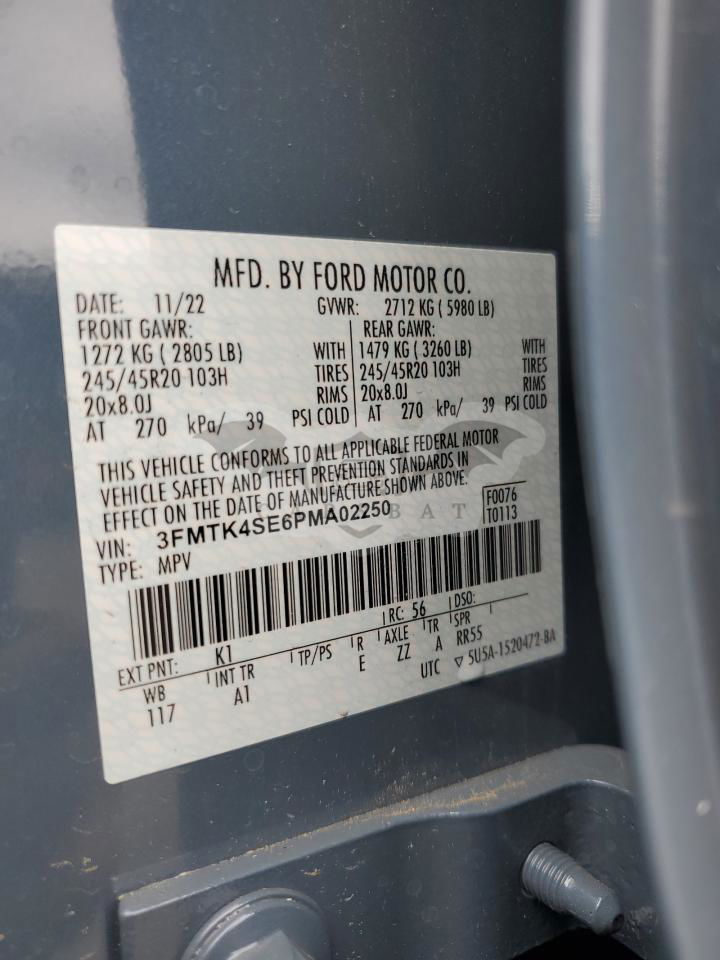 MFD. BY FORD MOTOR CO.
DATE: 11/22 GVWR: 2712 KG ( 5980 LB)
FRONT GAWR: REAR GAWR:
1272 KG ( 2805 LB) WITH 1479 KG ( 3260 LB) WITH
245/45R20 103H TIRES 245/45R20 103H TIRES
20x8.0J RIMS 20x8.0J RIMS
AT 270 kPa/ 39 PSI COLD AT 270 kPa/ 39 PSI COLD
THIS VEHICLE CONFORMS TO ALL APPLICABLE FEDERAL MOTOR
VEHICLE SAFETY AND THEFT PREVENTION STANDARDS IN
EFFECT ON THE DATE OF MANUFACTURE SHOWN ABOVE.
F0076
VIN: 3FMTK4SE6PMA02250 T0113
TYPE: MPV
RC: 56 DSO:
EXT PNT: K1
WB INT TR TP/PS R AXLE TR SPR
117 A1 E ZZ A RR55
UTC ▽ 5U5A-1520472-BA